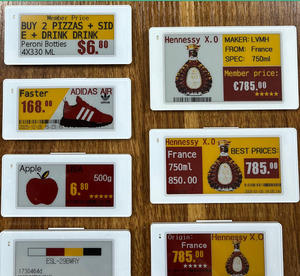 Member Price
BUY 2 PIZZAS + SID
E + DRINK DRINK
Peroni Bottles
4X330 ML
$6.80
Faster
ADIDAS AIR
168.00
Apple
USA
500g
6.80
ESL-29BWRY
Hennessy X.O
MAKER: LVMH
FROM: France
SPEC: 750ml
Member price:
€785.00
Hennessy X.O
France
750ml
850.00
BEST PRICES:
785.00
Origin:
France
785.00
Hennessy X.O